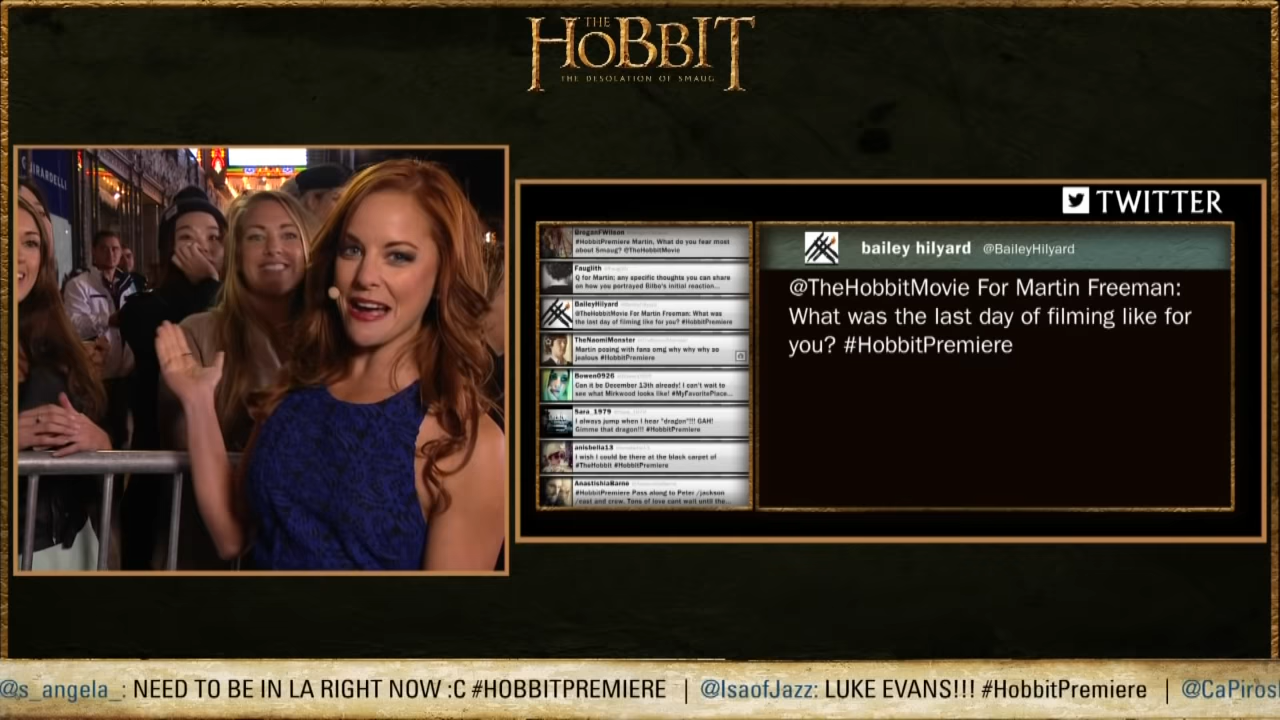 THE
HOBBIT
THE DESOLATION OF SMAUG
GHIRARDELLI
TWITTER
BroganFWilson
#HobbitPremiere Martin, What do you fear most
about Smaug? @TheHobbitMovie
Fauglith
Q for Martin: any specific thoughts you can share
on how you portrayed Bilbo's initial reaction...
BaileyHilyard
@TheHobbitMovie For Martin Freeman: What was
the last day of filming like for you? #HobbitPremiere
TheNaomiMonster
Martin posing with fans omg why why why so
jealous #HobbitPremiere
Bowen0926
Can it be December 13th already! I can't wait to
see what Mirkwood looks like! #MyFavoritePlace...
Sara_1979
I always jump when I hear "dragon"!!! GAH!
Gimme that dragon!!! #HobbitPremiere
anisbella13
I wish I could be there at the black carpet of
#TheHobbit #HobbitPremiere
AnastishiaBarne
#HobbitPremiere Pass along to Peter /jackson
/cast and crew. Tons of love cant wait until the...
bailey hilyard @BaileyHilyard
@TheHobbitMovie For Martin Freeman:
What was the last day of filming like for
you? #HobbitPremiere
@s_angela_: NEED TO BE IN LA RIGHT NOW :C #HOBBITPREMIERE | @IsaofJazz: LUKE EVANS!!! #HobbitPremiere | @CaPiros